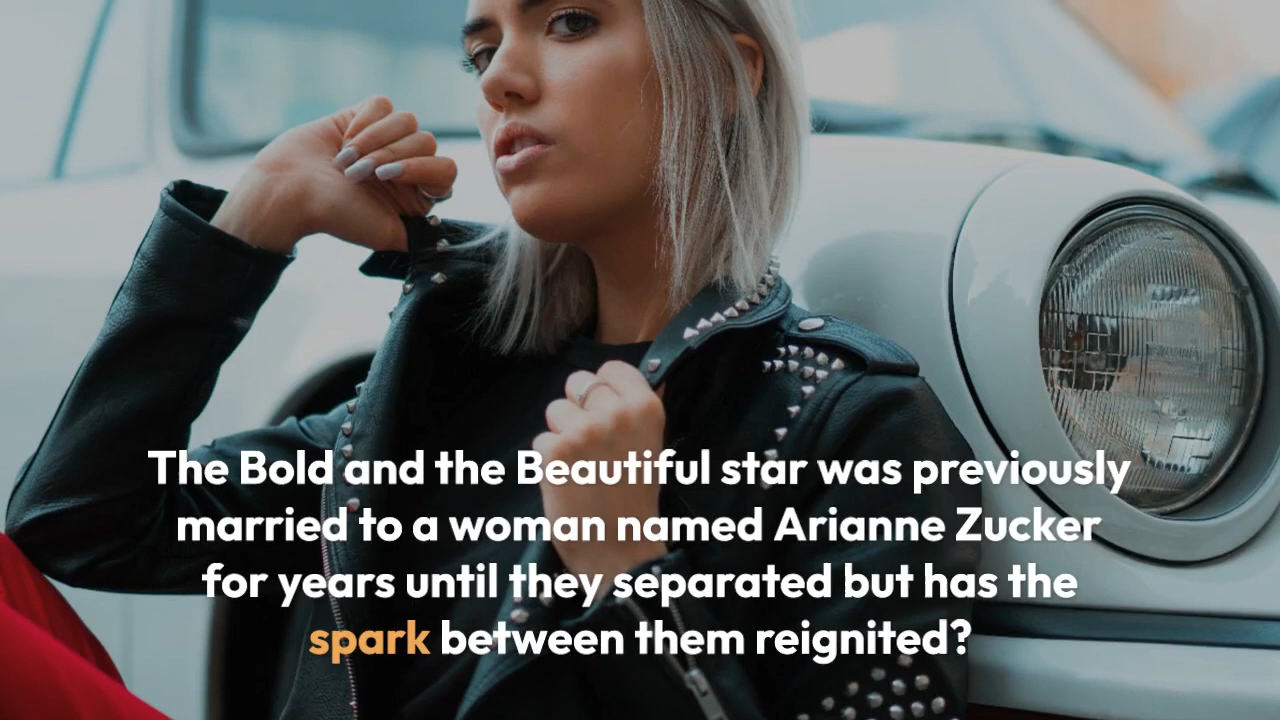 The Bold and the Beautiful star was previously
married to a woman named Arianne Zucker
for years until they separated but has the
spark between them reignited?